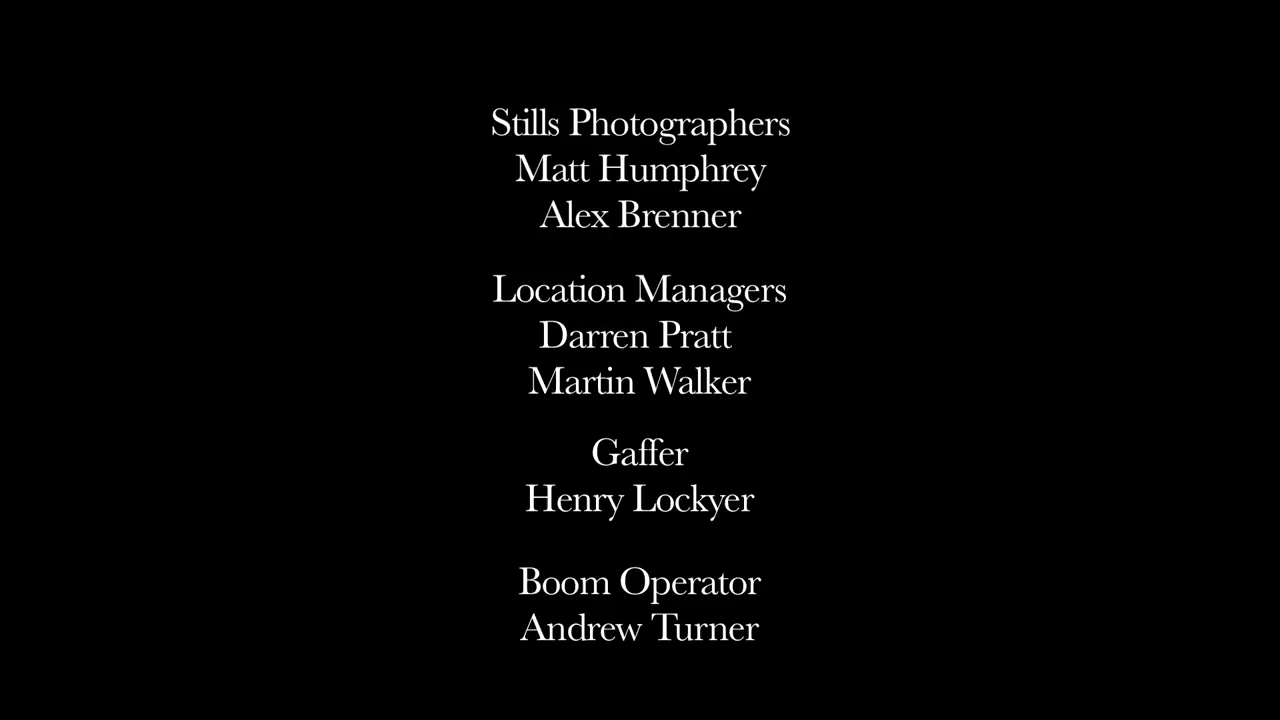 Stills Photographers
Matt Humphrey
Alex Brenner
Location Managers
Darren Pratt
Martin Walker
Gaffer
Henry Lockyer
Boom Operator
Andrew Turner